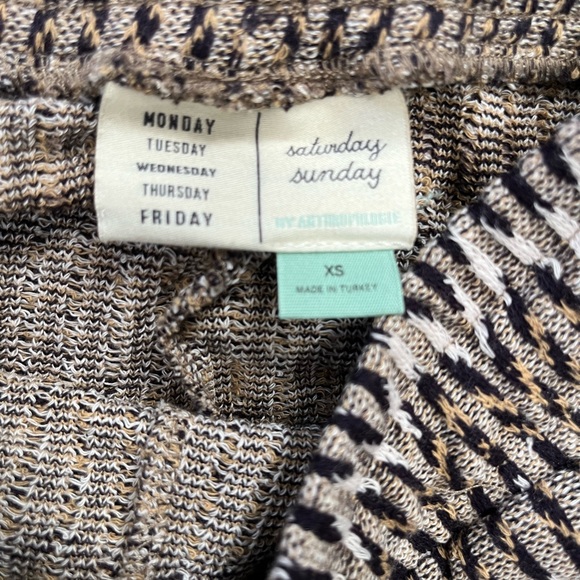 MONDAY
TUESDAY
WEDNESDAY
THURSDAY
FRIDAY
saturday
sunday
BY ANTHROPOLOGIE
XS
MADE IN TURKEY